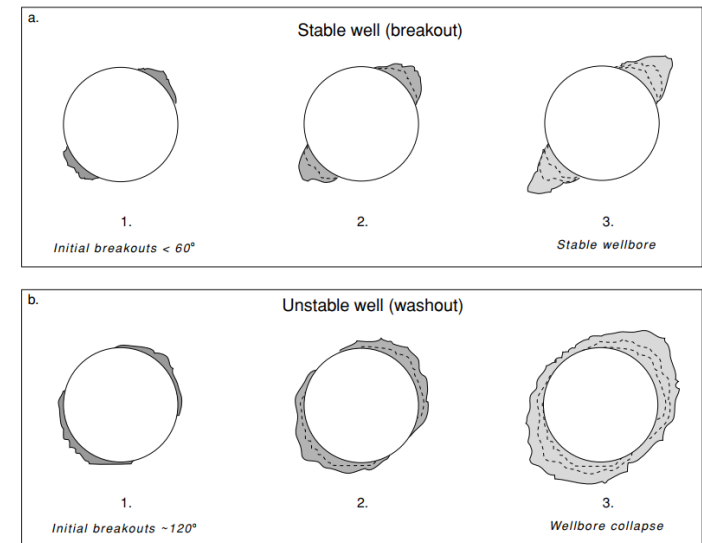 a.
Stable well (breakout)
1.
2.
3.
Initial breakouts < 60°
Stable wellbore
b.
Unstable well (washout)
1.
2.
3.
Initial breakouts ~120°
Wellbore collapse